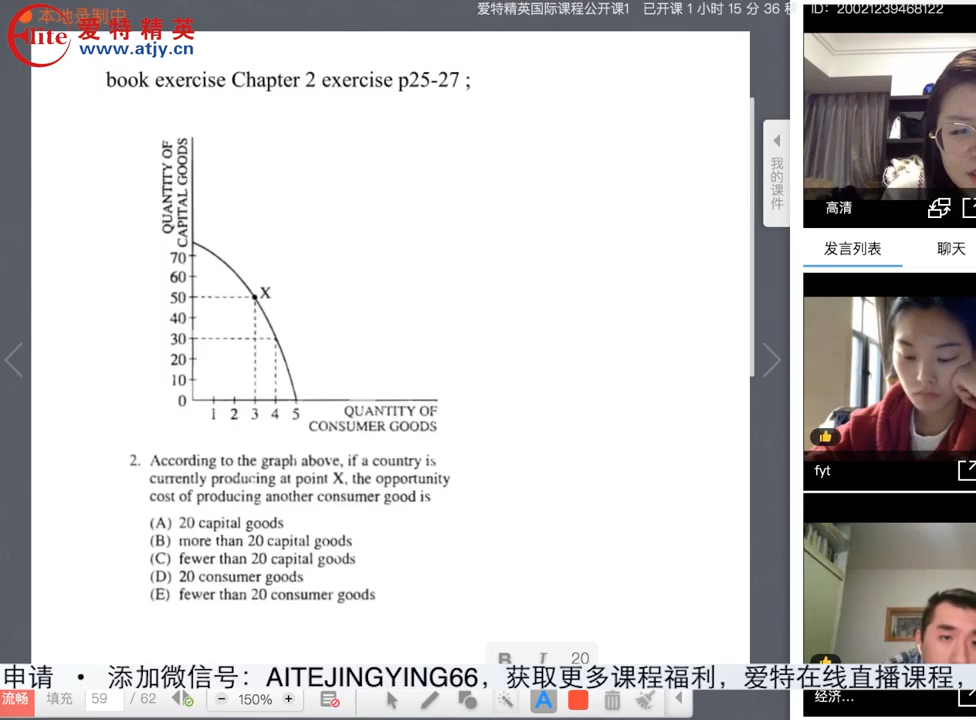 本地录制中
爱特精英国际课程公开课1 已开课 1 小时 15 分 36 秒
ID: 20021239468122
Elite 爱特精英
www.atjy.cn
book exercise Chapter 2 exercise p25-27 ;
QUANTITY OF
CAPITAL GOODS
70
60
50
X
40
30
20
10
0
1 2 3 4 5
QUANTITY OF
CONSUMER GOODS
2. According to the graph above, if a country is
currently producing at point X, the opportunity
cost of producing another consumer good is
(A) 20 capital goods
(B) more than 20 capital goods
(C) fewer than 20 capital goods
(D) 20 consumer goods
(E) fewer than 20 consumer goods
我的课件
高清
发言列表 聊天
fyt
经济...
B I 20
申请 • 添加微信号：AITEJINGYING66，获取更多课程福利，爱特在线直播课程，
流畅 填充 59 / 62 − 150% + A